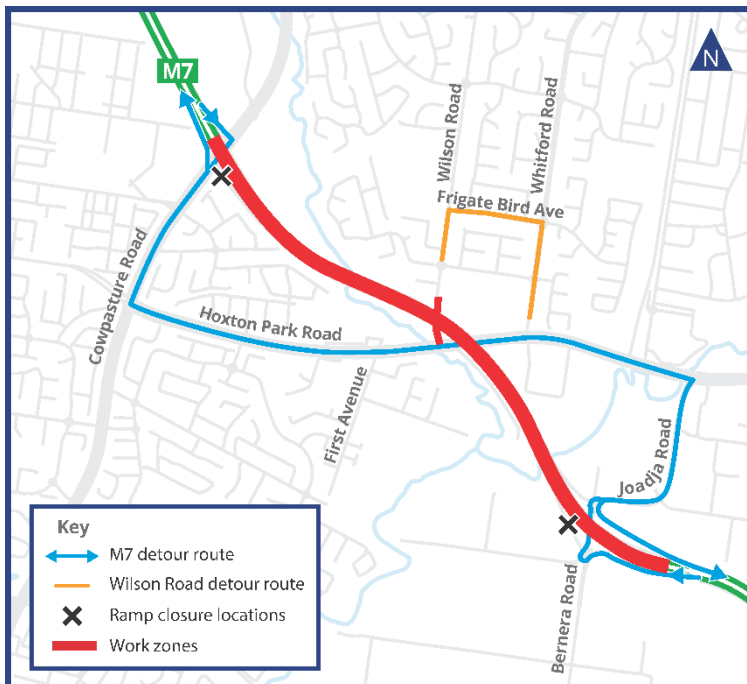 M7
N
Wilson Road
Whitford Road
Frigate Bird Ave
Cowpasture Road
Hoxton Park Road
First Avenue
Joadja Road
Bernera Road
Key
M7 detour route
Wilson Road detour route
Ramp closure locations
Work zones